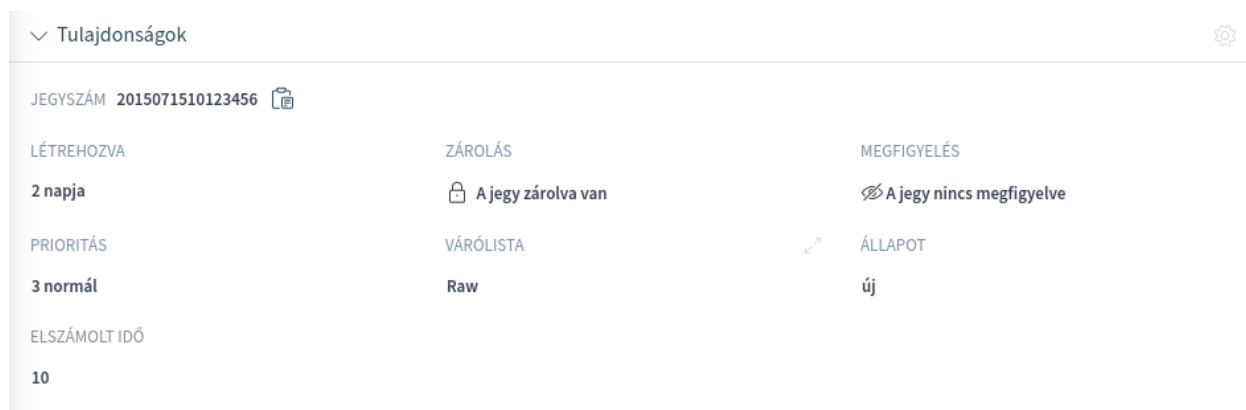 Tulajdonságok
JEGYSZÁM 2015071510123456
LÉTREHOZVA ZÁROLÁS MEGFIGYELÉS
2 napja A jegy zárolva van A jegy nincs megfigyelve
PRIORITÁS VÁRÓLISTA ÁLLAPOT
3 normál Raw új
ELSZÁMOLT IDŐ
10